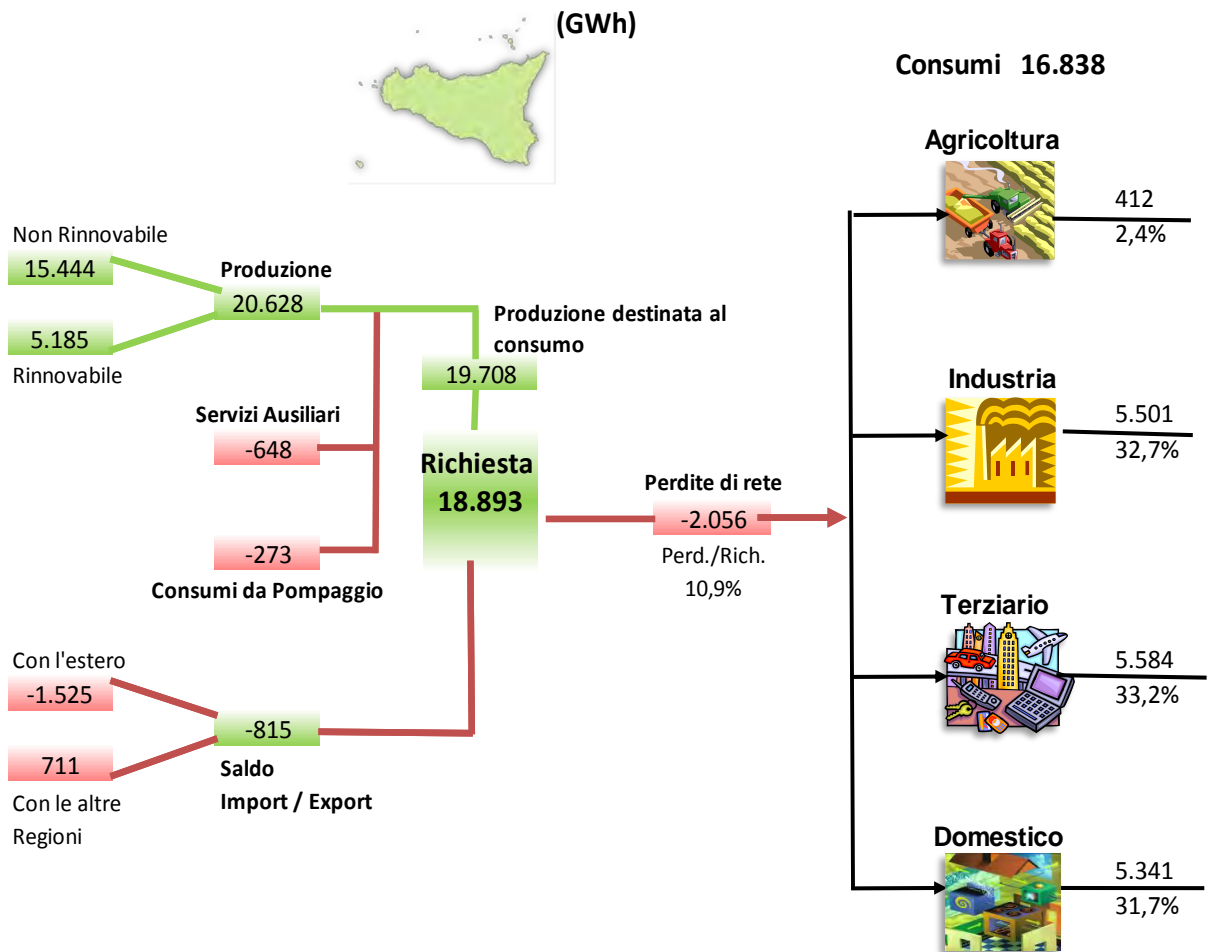 (GWh)
Consumi 16.838
Agricoltura
412
2,4%
Non Rinnovabile
15.444
Produzione
20.628
5.185
Rinnovabile
Produzione destinata al
consumo
19.708
Servizi Ausiliari
-648
Industria
5.501
32,7%
Richiesta
18.893
Perdite di rete
-2.056
Perd./Rich.
10,9%
-273
Consumi da Pompaggio
Terziario
5.584
33,2%
Con l'estero
-1.525
-815
Saldo
Import / Export
711
Con le altre
Regioni
Domestico
5.341
31,7%